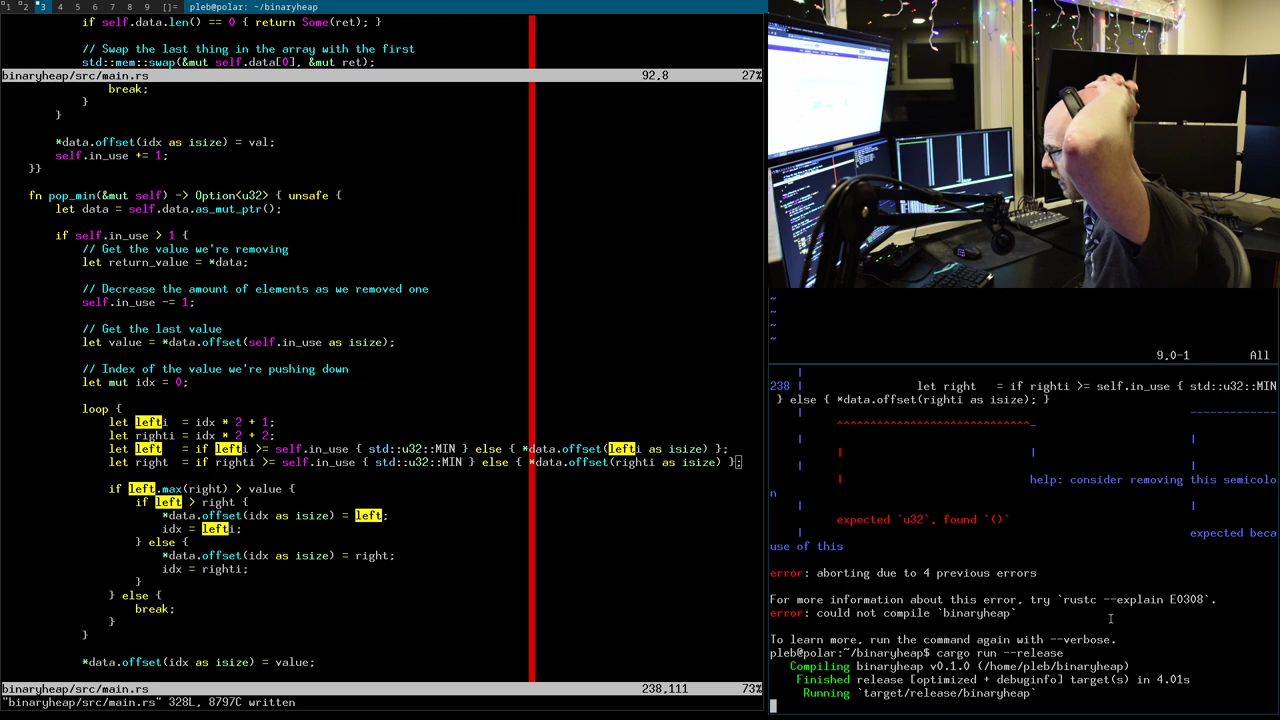 1 2 3 4 5 6 7 8 9 []= pleb@polar: ~/binaryheap
if self.data.len() == 0 { return Some(ret); }
// Swap the last thing in the array with the first
std::mem::swap(&mut self.data[0], &mut ret);
binaryheap/src/main.rs 92,8 27%
break;
}
}
*data.offset(idx as isize) = val;
self.in_use += 1;
}}
fn pop_min(&mut self) -> Option<u32> { unsafe {
let data = self.data.as_mut_ptr();
if self.in_use > 1 {
// Get the value we're removing
let return_value = *data;
// Decrease the amount of elements as we removed one
self.in_use -= 1;
// Get the last value
let value = *data.offset(self.in_use as isize);
// Index of the value we're pushing down
let mut idx = 0;
loop {
let lefti = idx * 2 + 1;
let righti = idx * 2 + 2;
let left = if lefti >= self.in_use { std::u32::MIN } else { *data.offset(lefti as isize) };
let right = if righti >= self.in_use { std::u32::MIN } else { *data.offset(righti as isize) };
if left.max(right) > value {
if left > right {
*data.offset(idx as isize) = left;
idx = lefti;
} else {
*data.offset(idx as isize) = right;
idx = righti;
}
} else {
break;
}
}
*data.offset(idx as isize) = value;
binaryheap/src/main.rs 238,111 73%
"binaryheap/src/main.rs" 328L, 8797C written
~
~
~
~
9,0-1 All
|
238 | let right = if righti >= self.in_use { std::u32::MIN
} else { *data.offset(righti as isize); }
| ------------
^^^^^^^^^^^^^^^^^^^^^^^^^^^^^-
| |
| | |
| | help: consider removing this semicolo
n
| |
expected `u32`, found `()`
| expected beca
use of this
error: aborting due to 4 previous errors
For more information about this error, try `rustc --explain E0308`.
error: could not compile `binaryheap`
To learn more, run the command again with --verbose.
pleb@polar:~/binaryheap$ cargo run --release
Compiling binaryheap v0.1.0 (/home/pleb/binaryheap)
Finished release [optimized + debuginfo] target(s) in 4.01s
Running `target/release/binaryheap`